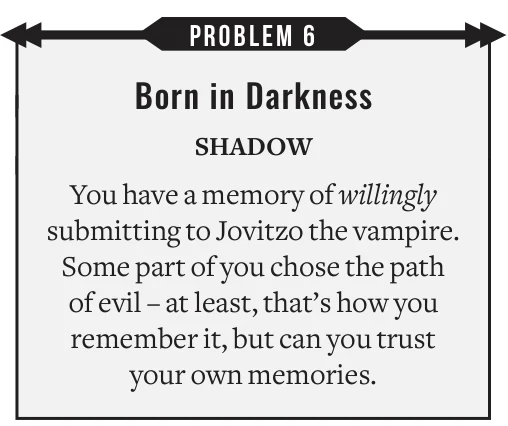 PROBLEM 6
Born in Darkness
SHADOW
You have a memory of willingly
submitting to Jovitzo the vampire.
Some part of you chose the path
of evil – at least, that's how you
remember it, but can you trust
your own memories.